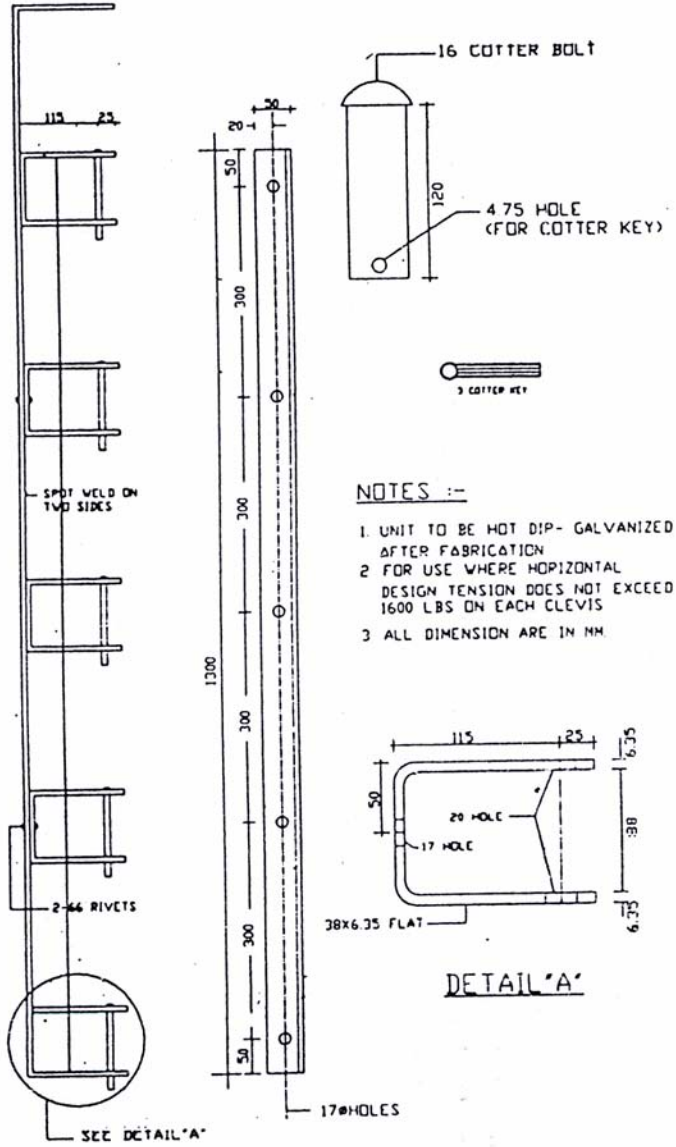 16 COTTER BOLT
115
25
50
20
50
120
4.75 HOLE
(FOR COTTER KEY)
300
3 COTTER KEY
300
SPOT WELD ON
TWO SIDES
NOTES :-
1. UNIT TO BE HOT DIP- GALVANIZED
AFTER FABRICATION
2 FOR USE WHERE HORIZONTAL
DESIGN TENSION DOES NOT EXCEED
1600 LBS ON EACH CLEVIS
3 ALL DIMENSION ARE IN MM.
1300
300
115
25
6.35
50
20 HOLE
38
17 HOLE
2-66 RIVETS
38X6.35 FLAT
6.35
300
DETAIL"A"
50
17øHOLES
SEE DETAIL"A"